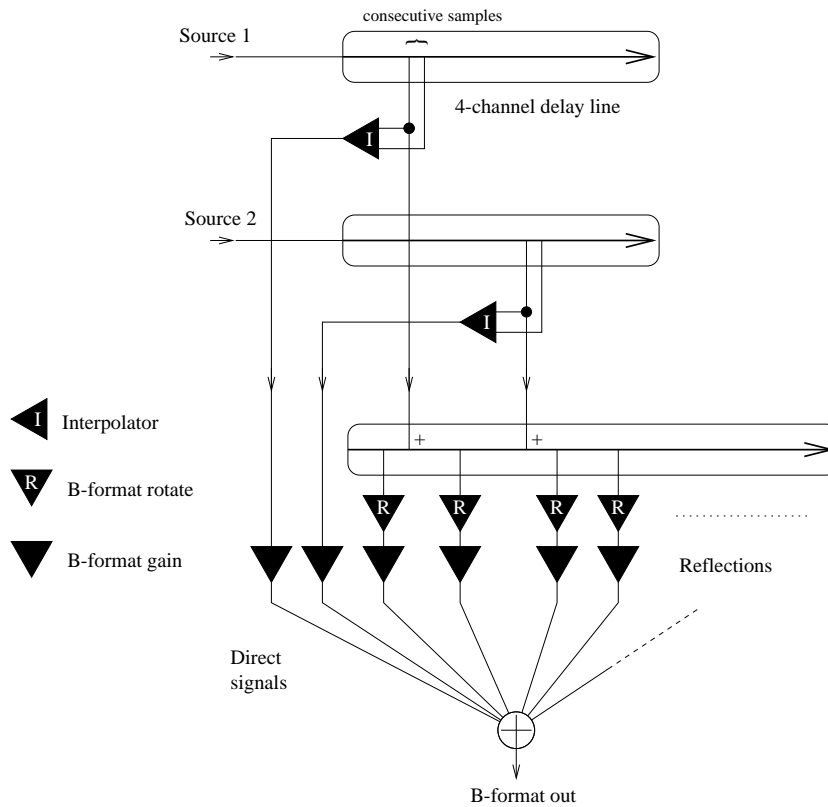 consecutive samples
Source 1
4-channel delay line
I
Source 2
I
I
Interpolator
+
+
R
B-format rotate
R
R
R
R
B-format gain
Reflections
Direct
signals
B-format out